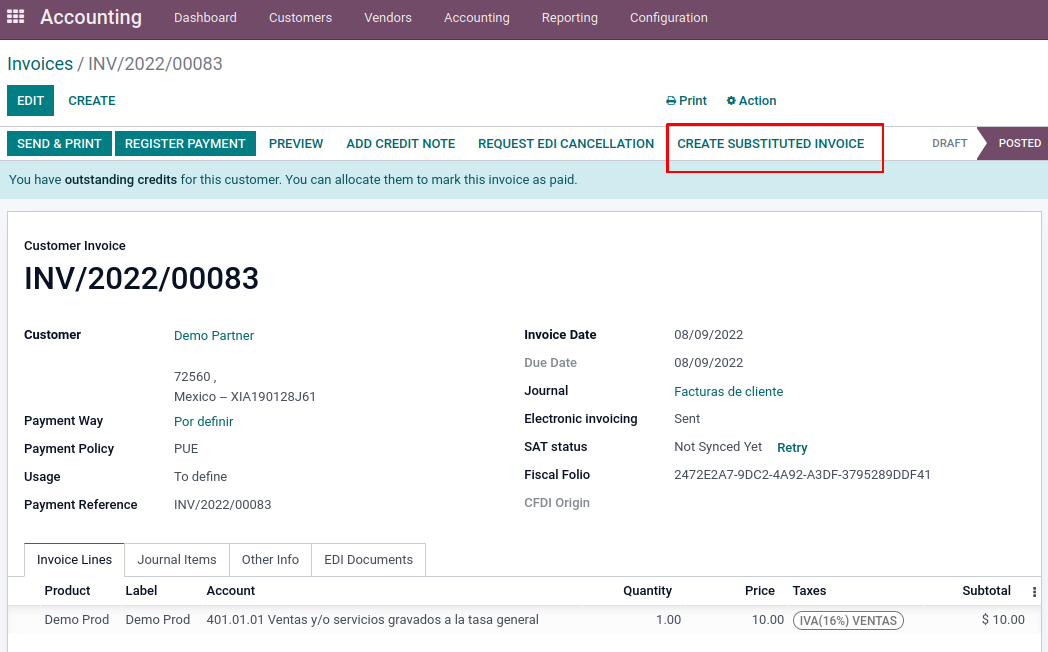 Accounting Dashboard Customers Vendors Accounting Reporting Configuration
Invoices / INV/2022/00083
EDIT CREATE Print Action
SEND & PRINT REGISTER PAYMENT PREVIEW ADD CREDIT NOTE REQUEST EDI CANCELLATION CREATE SUBSTITUTED INVOICE DRAFT POSTED
You have outstanding credits for this customer. You can allocate them to mark this invoice as paid.
Customer Invoice
INV/2022/00083
Customer Demo Partner Invoice Date 08/09/2022
Due Date 08/09/2022
72560 ,
Mexico – XIA190128J61
Journal Facturas de cliente
Payment Way Por definir Electronic invoicing Sent
Payment Policy PUE SAT status Not Synced Yet Retry
Usage To define Fiscal Folio 2472E2A7-9DC2-4A92-A3DF-3795289DDF41
Payment Reference INV/2022/00083 CFDI Origin
Invoice Lines Journal Items Other Info EDI Documents
Product Label Account Quantity Price Taxes Subtotal
Demo Prod Demo Prod 401.01.01 Ventas y/o servicios gravados a la tasa general 1.00 10.00 IVA(16%) VENTAS $ 10.00